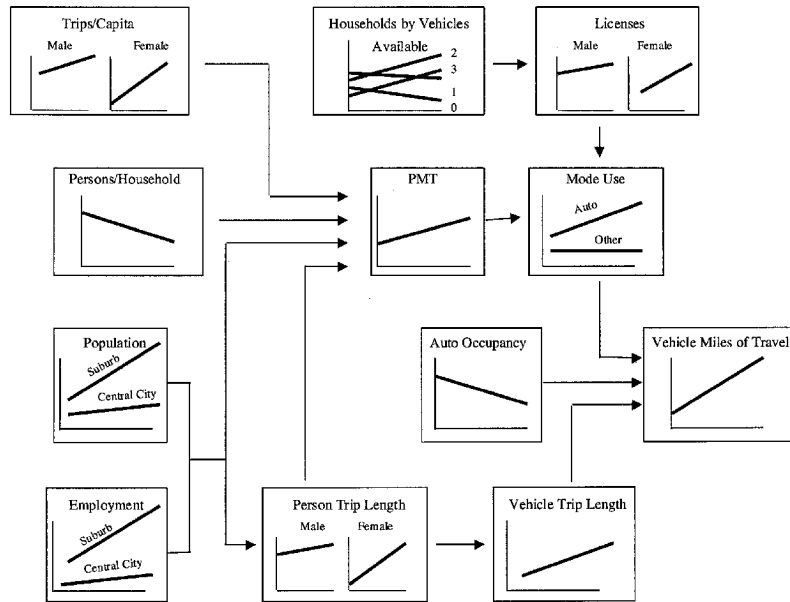 Trips/Capita
Male
Female
Households by Vehicles
Available
2
3
1
0
Licenses
Male
Female
Persons/Household
PMT
Mode Use
Auto
Other
Population
Suburb
Central City
Auto Occupancy
Vehicle Miles of Travel
Employment
Suburb
Central City
Person Trip Length
Male
Female
Vehicle Trip Length